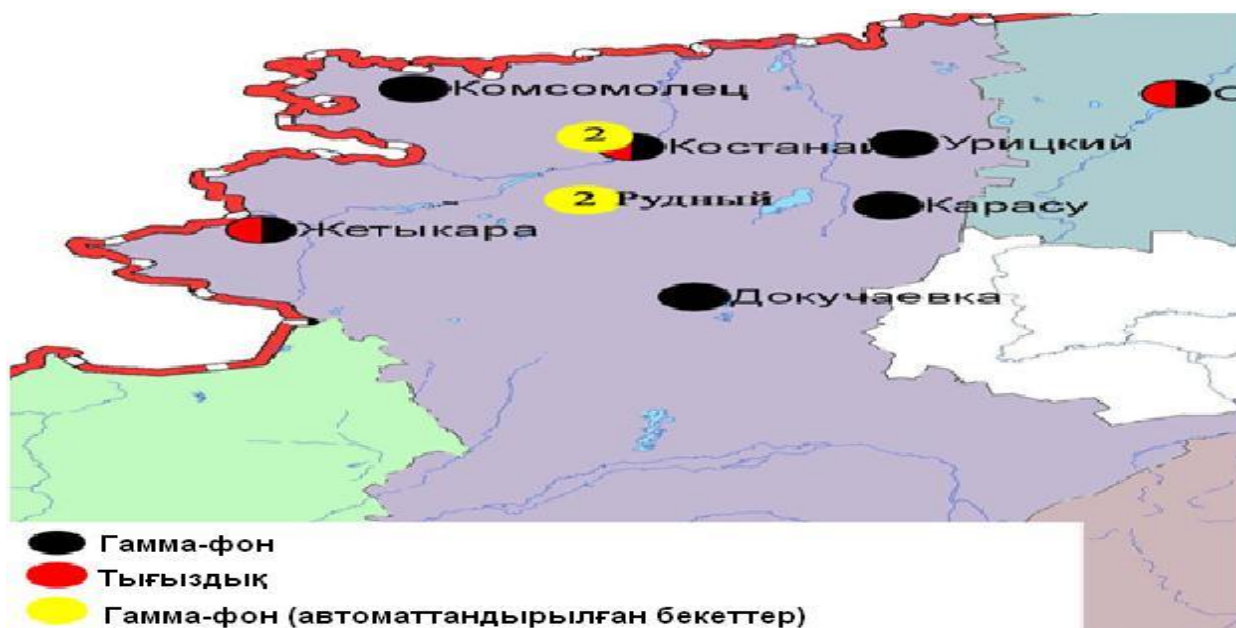 Комсомолец
С
2
Костанай
Урицкий
2 Рудный
Карасу
Жетыкара
Докучаевка
Гамма-фон
Тығыздық
Гамма-фон (автоматтандырылған бекеттер)